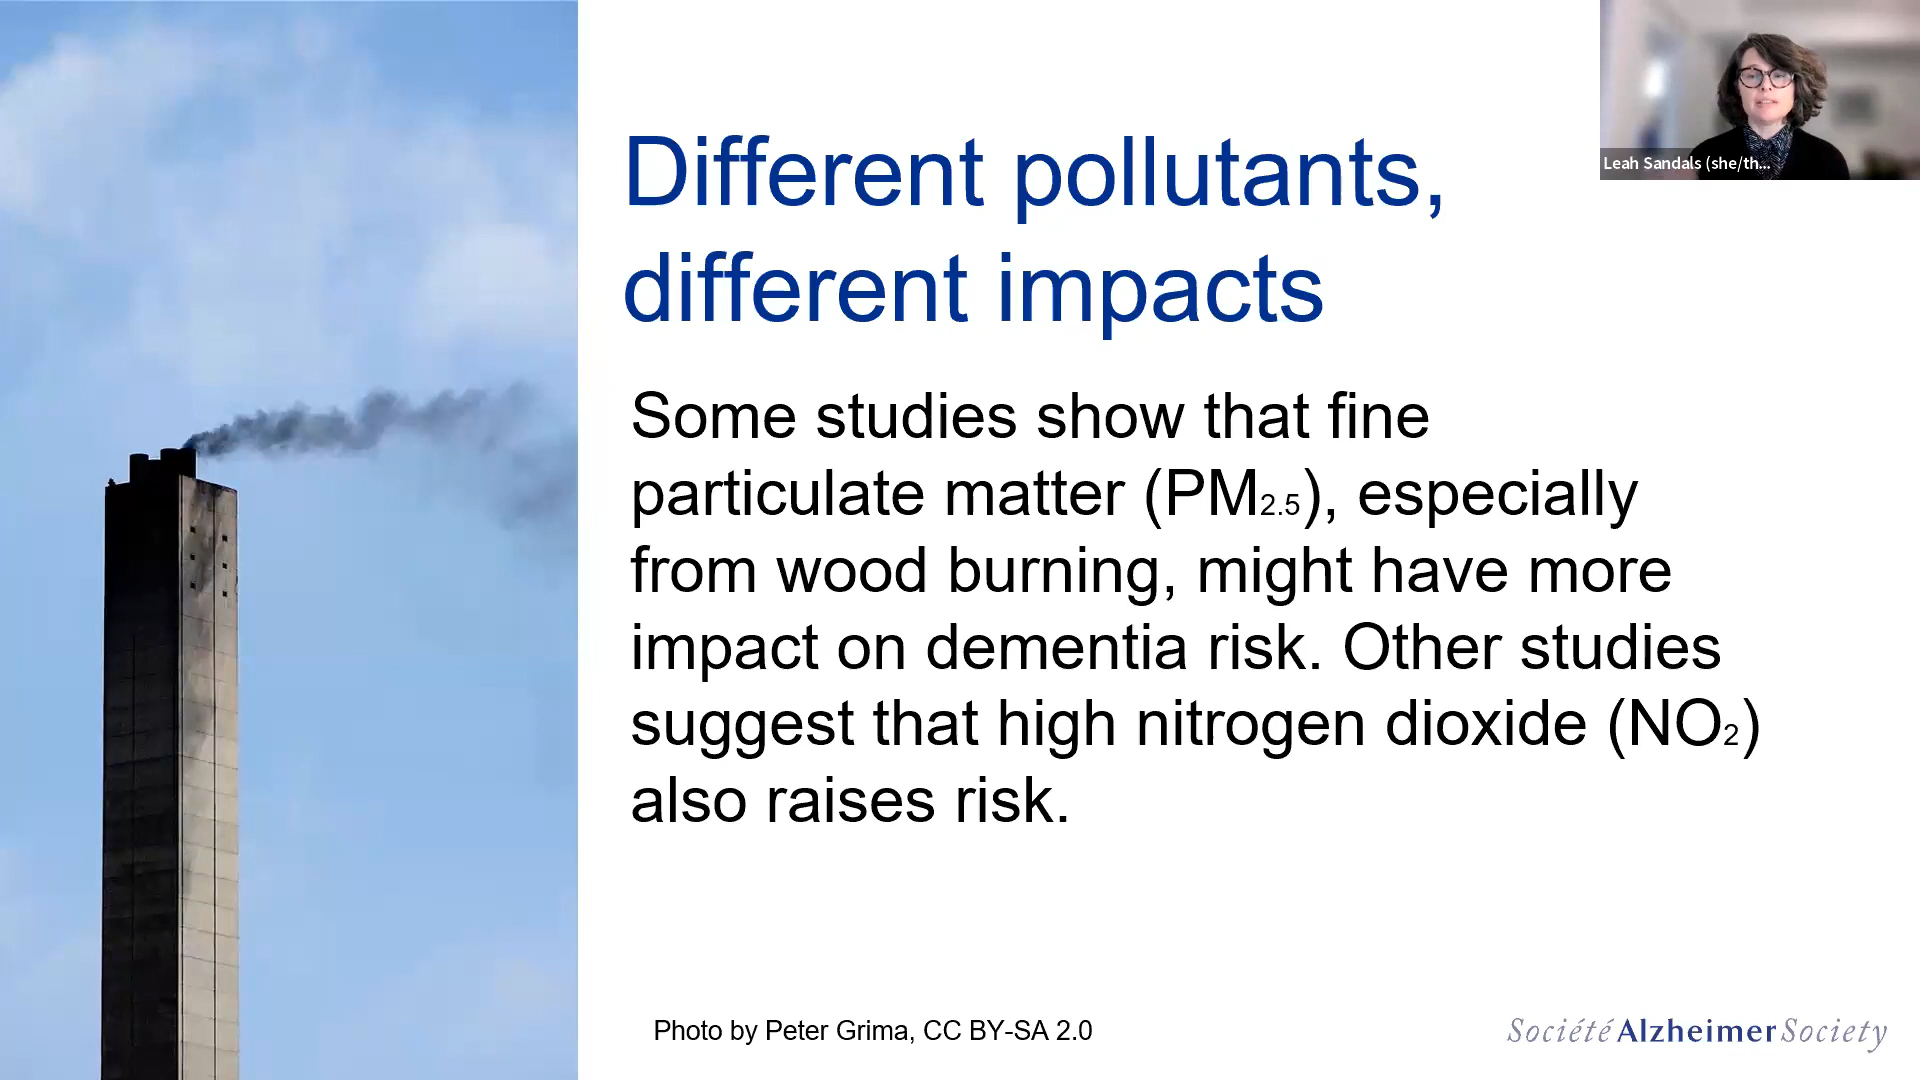 Different pollutants,
different impacts
Leah Sandals (she/th...
Some studies show that fine
particulate matter (PM2.5), especially
from wood burning, might have more
impact on dementia risk. Other studies
suggest that high nitrogen dioxide (NO2)
also raises risk.
Photo by Peter Grima, CC BY-SA 2.0
Société Alzheimer Society